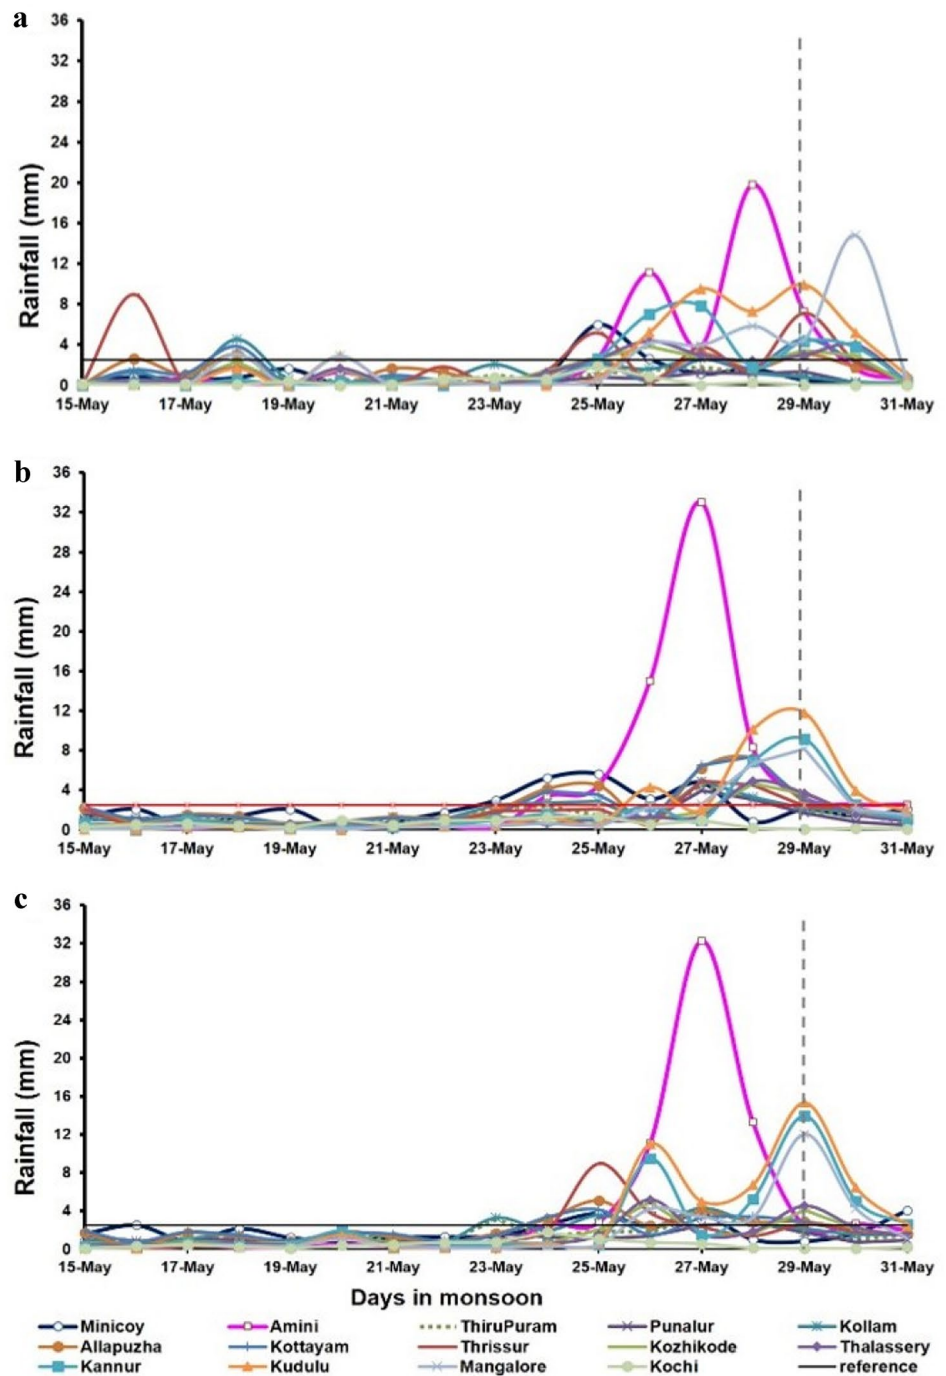 a
36
32
28
24
20
16
12
8
4
0
Rainfall (mm)
15-May 17-May 19-May 21-May 23-May 25-May 27-May 29-May 31-May
b
36
32
28
24
20
16
12
8
4
0
Rainfall (mm)
15-May 17-May 19-May 21-May 23-May 25-May 27-May 29-May 31-May
c
36
32
28
24
20
16
12
8
4
0
Rainfall (mm)
15-May 17-May 19-May 21-May 23-May 25-May 27-May 29-May 31-May
Days in monsoon
Minicoy Amini ThiruPuram Punalur Kollam
Allapuzha Kottayam Thrissur Kozhikode Thalassery
Kannur Kudulu Mangalore Kochi reference